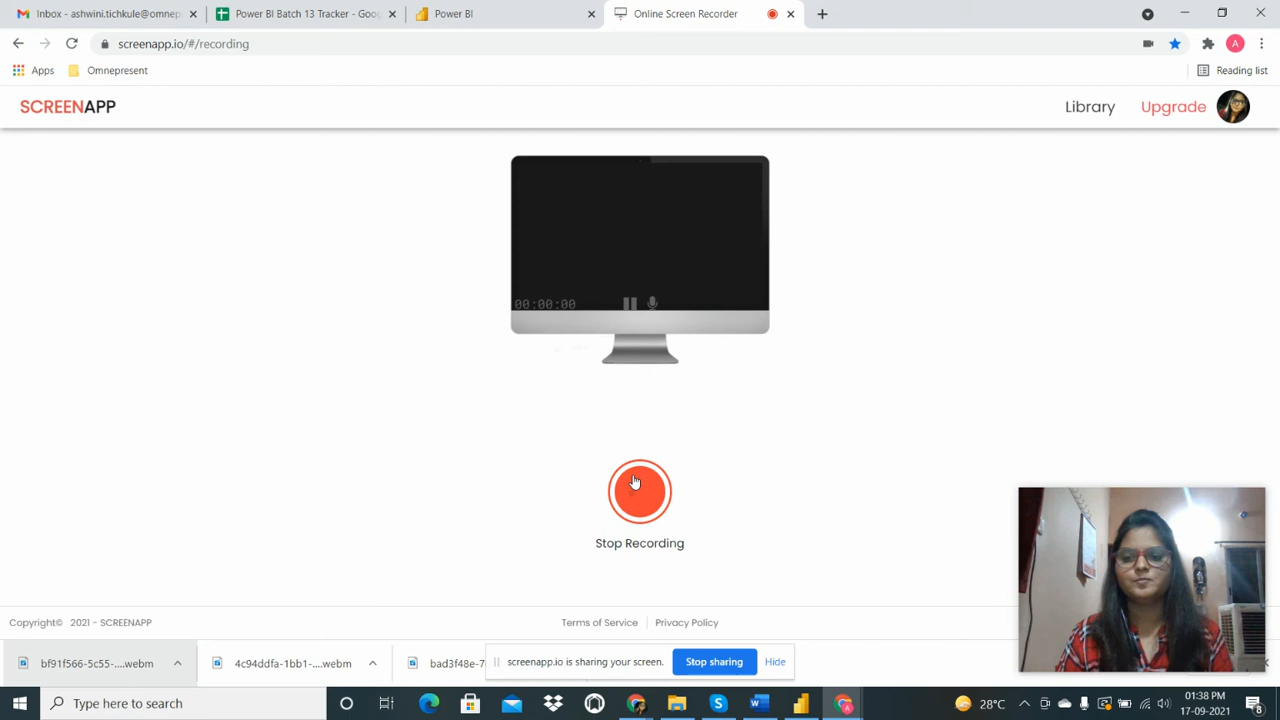 Inbox - ashwini.tichkule@omnep
Power BI Batch 13 Tracker - Goog
Power BI
Online Screen Recorder
screenapp.io/#/recording
A
Apps
Omnepresent
Reading list
SCREENAPP
Library
Upgrade
00:00:00
Stop Recording
Copyright© 2021 - SCREENAPP
Terms of Service
Privacy Policy
bf91f566-5c55-....webm
4c94ddfa-1bb1-....webm
bad3f48e-7
screenapp.io is sharing your screen.
Stop sharing
Hide
Type here to search
28°C
01:38 PM
17-09-2021
8